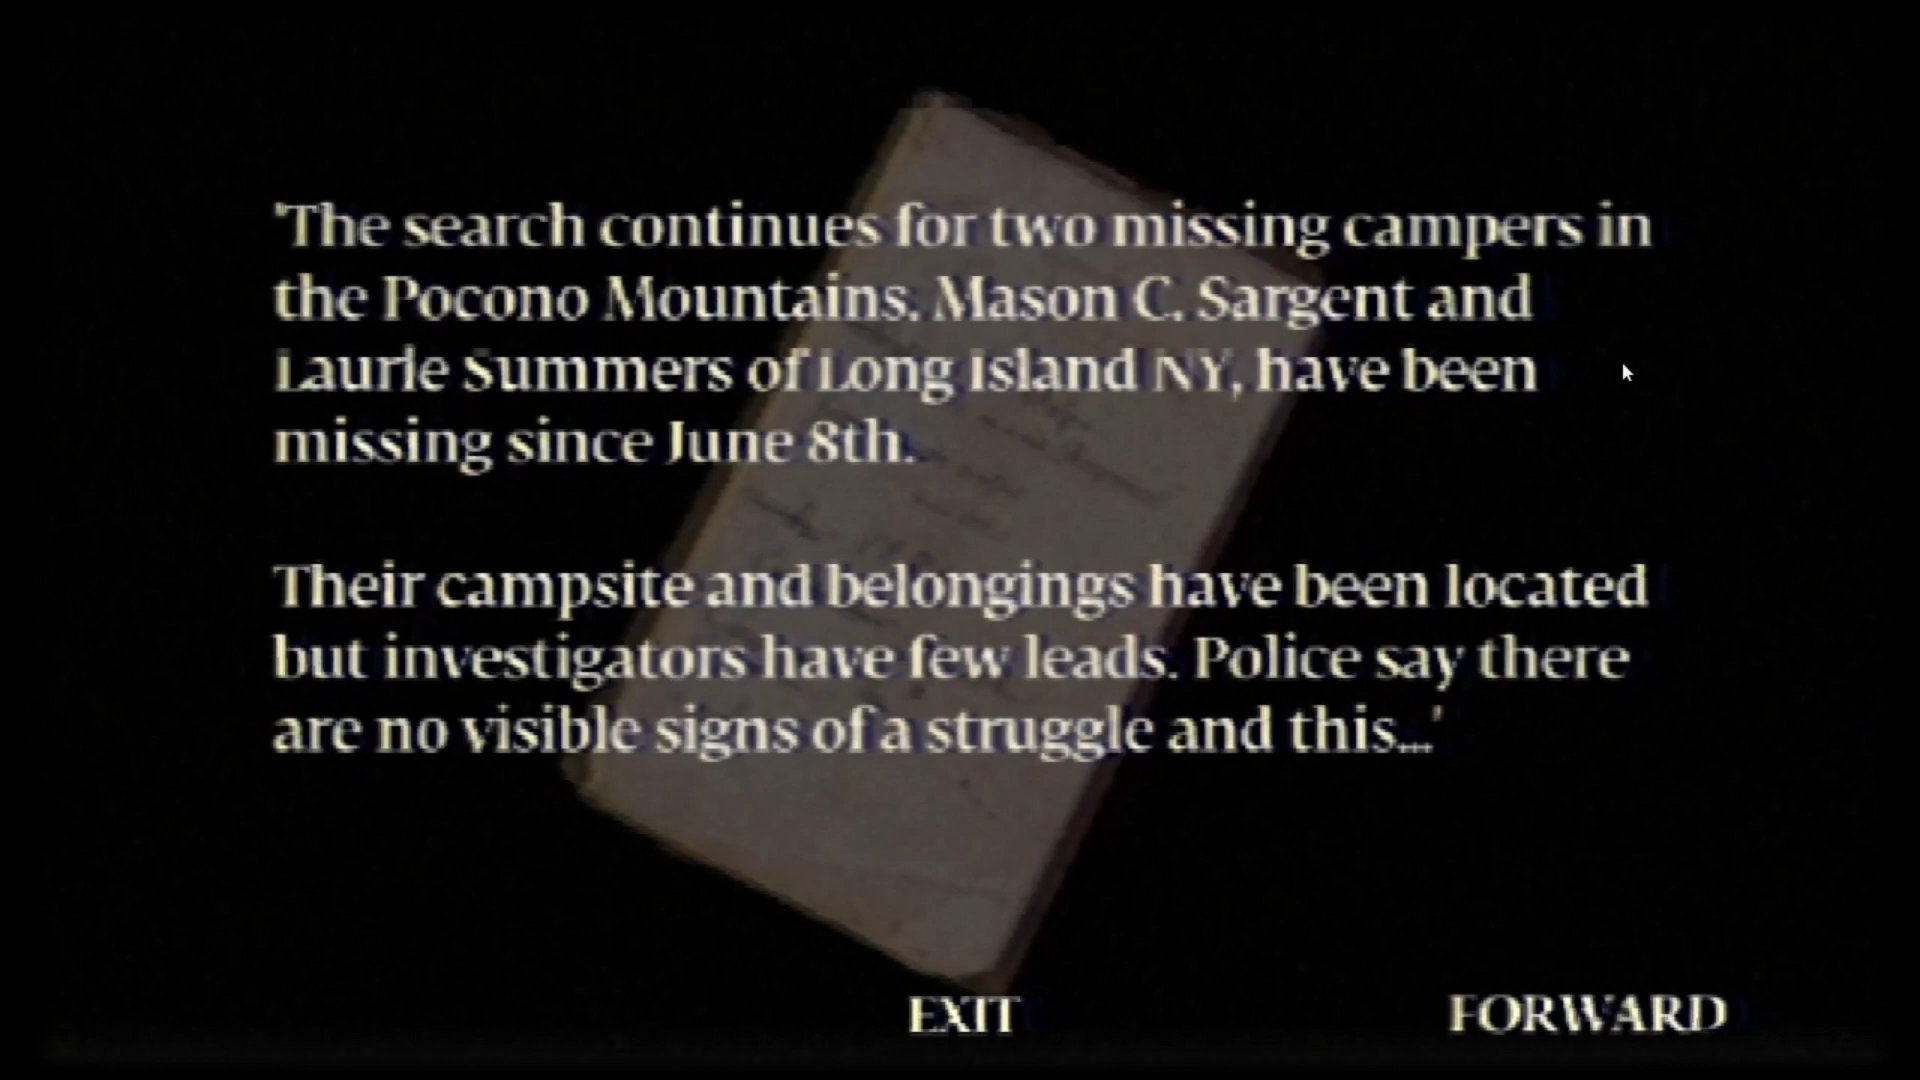 'The search continues for two missing campers in
the Pocono Mountains. Mason C. Sargent and
Laurie Summers of Long Island NY, have been
missing since June 8th.
Their campsite and belongings have been located
but investigators have few leads. Police say there
are no visible signs of a struggle and this...'
EXIT
FORWARD